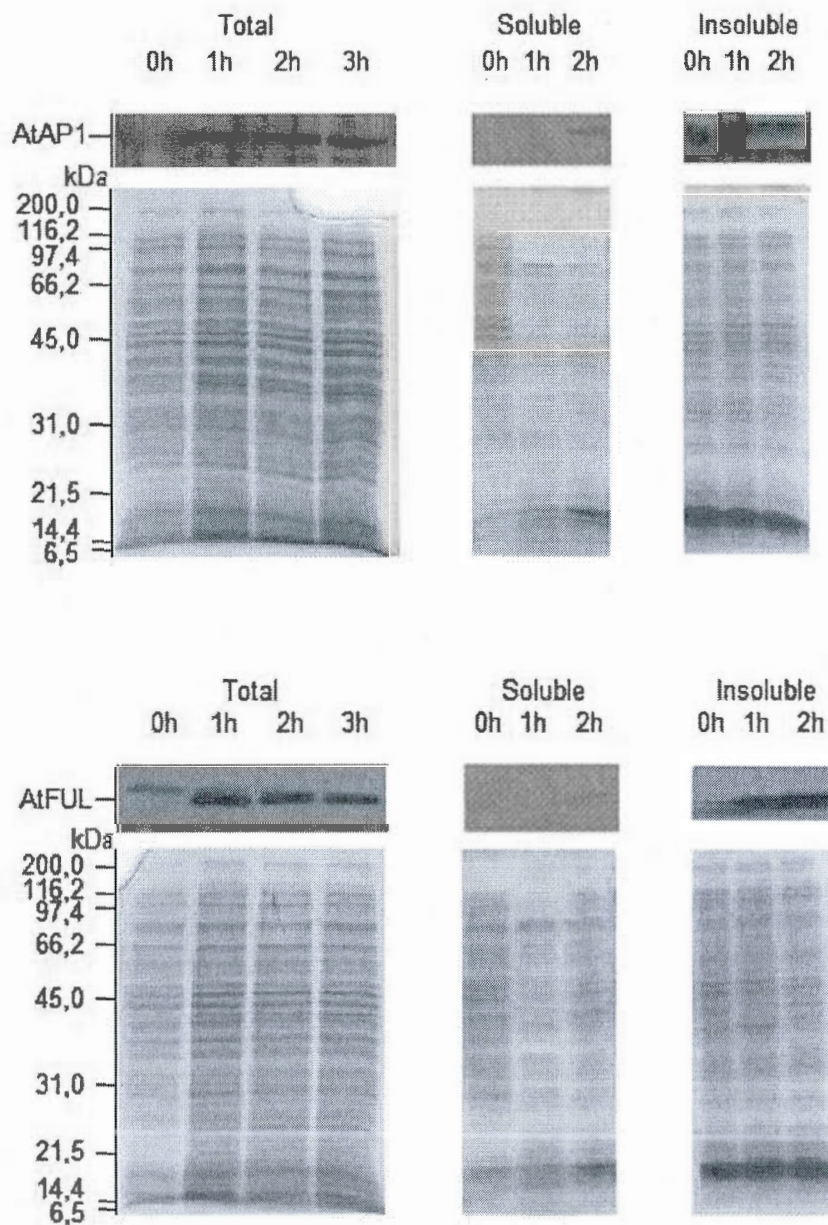 Total Soluble Insoluble
0h 1h 2h 3h 0h 1h 2h 0h 1h 2h
AtAP1
kDa
200,0
116,2
97,4
66,2
45,0
31,0
21,5
14,4
6,5
Total Soluble Insoluble
0h 1h 2h 3h 0h 1h 2h 0h 1h 2h
AtFUL
kDa
200,0
116,2
97,4
66,2
45,0
31,0
21,5
14,4
6,5